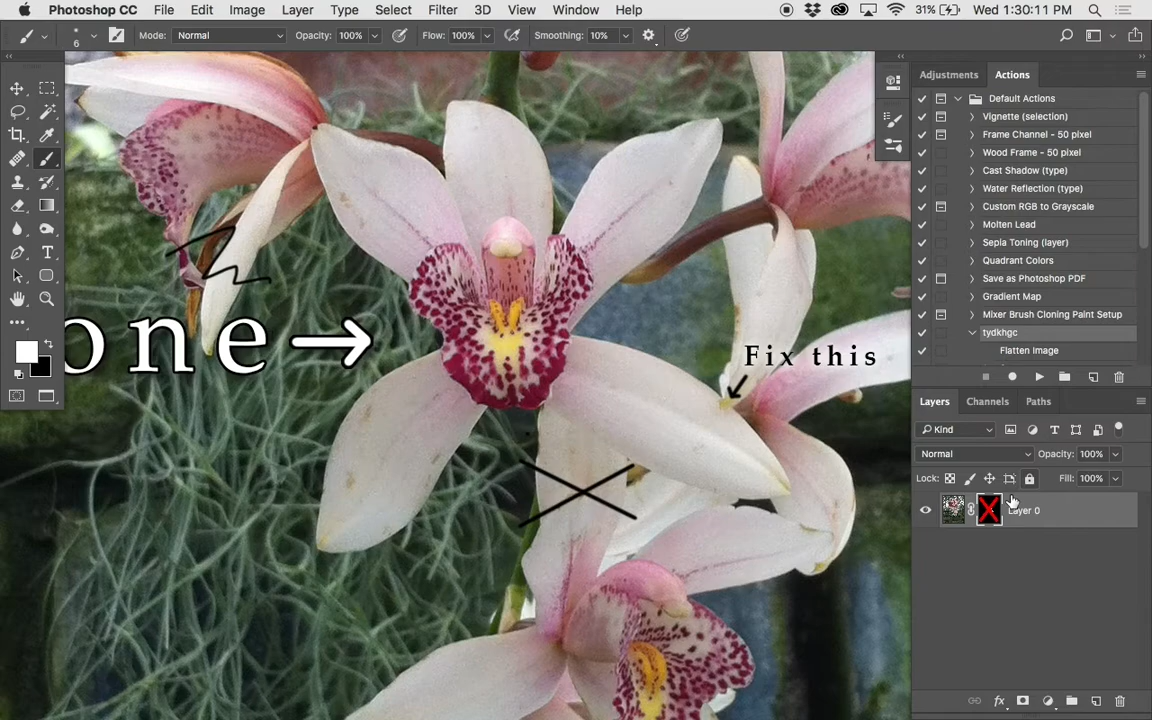 Photoshop CC File Edit Image Layer Type Select Filter 3D View Window Help 31% Wed 1:30:11 PM
6 Mode: Normal Opacity: 100% Flow: 100% Smoothing: 10%
Adjustments Actions
Default Actions
Vignette (selection)
Frame Channel - 50 pixel
Wood Frame - 50 pixel
Cast Shadow (type)
Water Reflection (type)
Custom RGB to Grayscale
Molten Lead
Sepia Toning (layer)
Quadrant Colors
Save as Photoshop PDF
Gradient Map
Mixer Brush Cloning Paint Setup
tydkhgc
Flatten Image
one→
Fix this
Layers Channels Paths
Kind
Normal Opacity: 100%
Lock: Fill: 100%
Layer 0